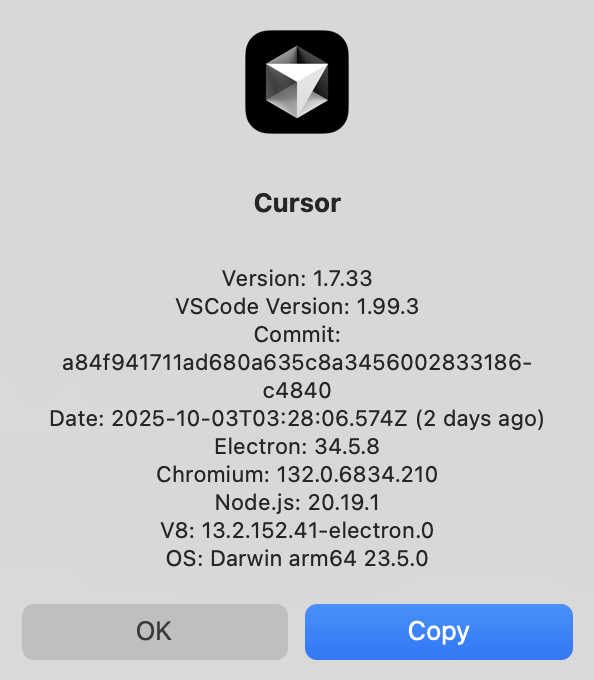 Cursor
Version: 1.7.33
VSCode Version: 1.99.3
Commit:
a84f941711ad680a635c8a3456002833186-
c4840
Date: 2025-10-03T03:28:06.574Z (2 days ago)
Electron: 34.5.8
Chromium: 132.0.6834.210
Node.js: 20.19.1
V8: 13.2.152.41-electron.0
OS: Darwin arm64 23.5.0
OK
Copy